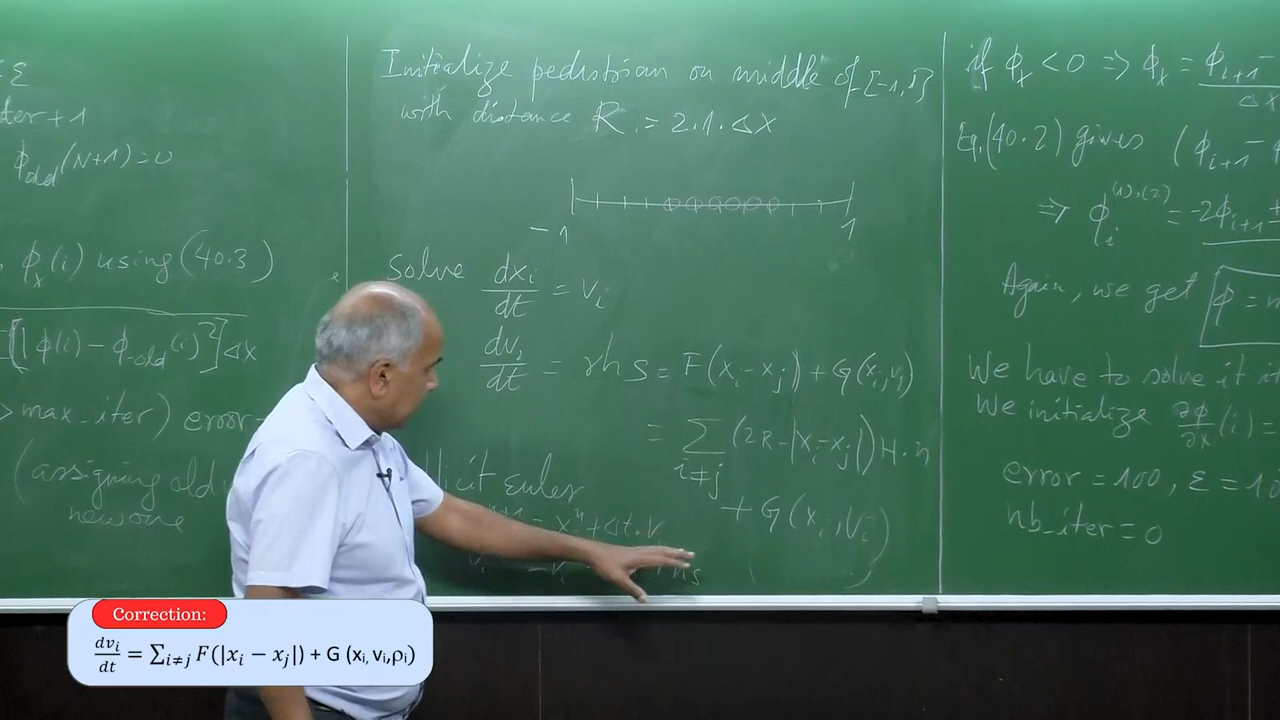 iε
iter+1
ϕ_old(N+1)=0
, ϕ_x(i) using (40.3)
[|ϕ(i) - ϕ_old(i)|²]Δx
>max_iter) error
(assigning old
new one
Initialize pedestrian on middle of [-1,1]
with distance R := 2.1.Δx
-1 1
Solve dx_i/dt = v_i
dv_i/dt = rhs = F(x_i-x_j) + G(x_i,v_i)
= Σ_{i≠j} (2R-|x_i-x_j|) H.n
+ G(x_i,v_i)
licit Euler
= x^n + Δt.v
if ϕ_x < 0 ⇒ ϕ_x = ϕ_{i+1}- / Δx
Eq. (40.2) gives (ϕ_{i+1}-ϕ
⇒ ϕ_i^{(1),(2)} = -2ϕ_{i+1} ±
Again, we get ϕ =
We have to solve it it
We initialize ∂ϕ/∂x (i) =
error = 100, ε = 10
nb_iter = 0
Correction:
dv_i/dt = Σ_{i≠j} F(|x_i - x_j|) + G (x_i, v_i, ρ_i)